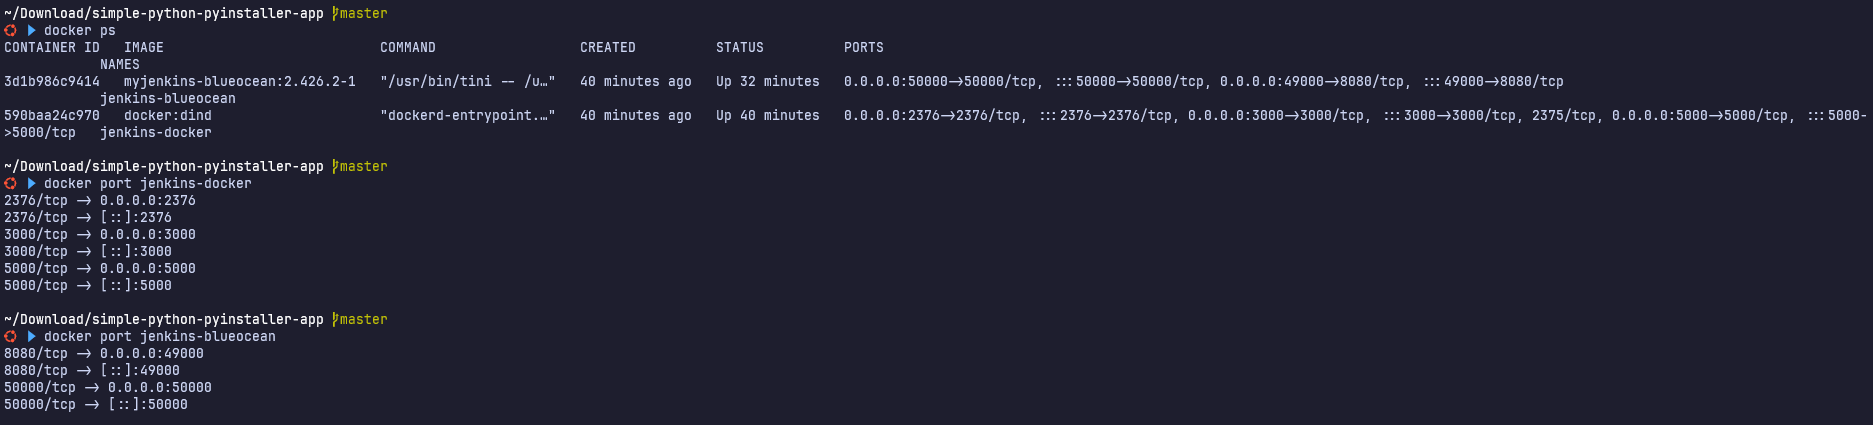 ~/Download/simple-python-pyinstaller-app master
docker ps
CONTAINER ID   IMAGE                           COMMAND                  CREATED          STATUS          PORTS
            NAMES
3d1b986c9414   myjenkins-blueocean:2.426.2-1   "/usr/bin/tini -- /u…"   40 minutes ago   Up 32 minutes   0.0.0.0:50000->50000/tcp, :::50000->50000/tcp, 0.0.0.0:49000->8080/tcp, :::49000->8080/tcp
            jenkins-blueocean
590baa24c970   docker:dind                     "dockerd-entrypoint.…"   40 minutes ago   Up 40 minutes   0.0.0.0:2376->2376/tcp, :::2376->2376/tcp, 0.0.0.0:3000->3000/tcp, :::3000->3000/tcp, 2375/tcp, 0.0.0.0:5000->5000/tcp, :::5000-
>5000/tcp   jenkins-docker
~/Download/simple-python-pyinstaller-app master
docker port jenkins-docker
2376/tcp -> 0.0.0.0:2376
2376/tcp -> [::]:2376
3000/tcp -> 0.0.0.0:3000
3000/tcp -> [::]:3000
5000/tcp -> 0.0.0.0:5000
5000/tcp -> [::]:5000
~/Download/simple-python-pyinstaller-app master
docker port jenkins-blueocean
8080/tcp -> 0.0.0.0:49000
8080/tcp -> [::]:49000
50000/tcp -> 0.0.0.0:50000
50000/tcp -> [::]:50000